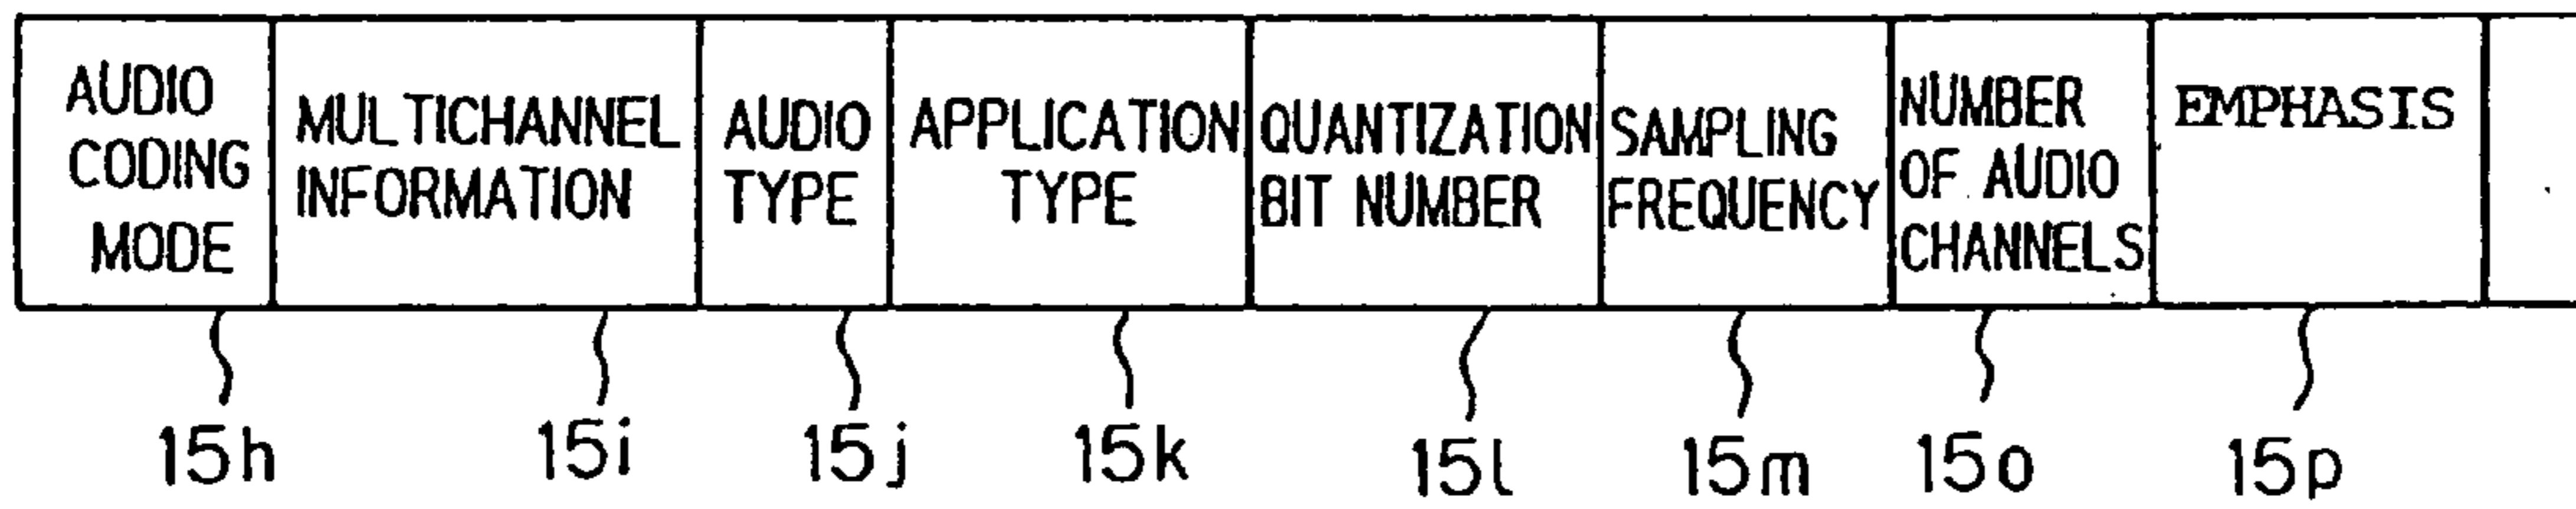 AUDIO
CODING
MODE
MULTICHANNEL
INFORMATION
AUDIO
TYPE
APPLICATION
TYPE
QUANTIZATION
BIT NUMBER
SAMPLING
FREQUENCY
NUMBER
OF AUDIO
CHANNELS
EMPHASIS
15h
15i
15j
15k
15l
15m
15o
15p